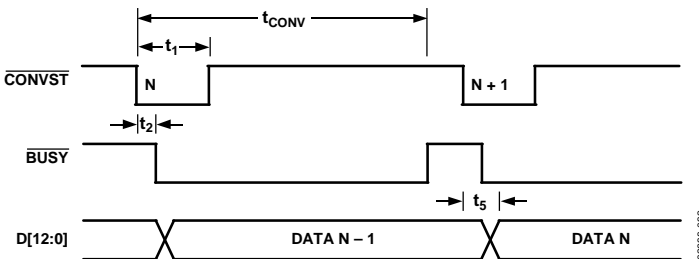 tCONV
t1
CONVST
N
N + 1
t2
BUSY
t5
D[12:0]
DATA N – 1
DATA N